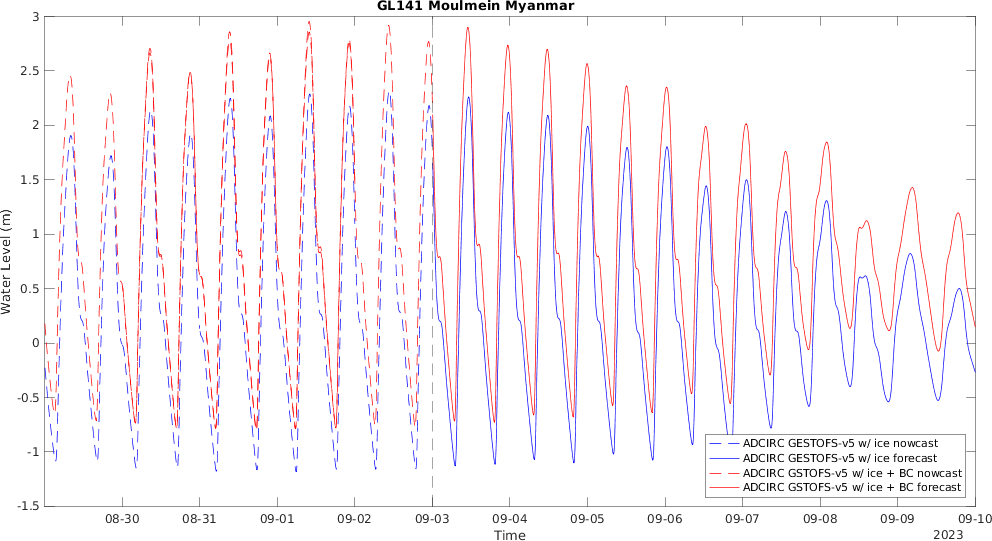 GL141 Moulmein Myanmar
3
2.5
2
1.5
1
0.5
0
-0.5
-1
-1.5
Water Level (m)
ADCIRC GESTOFS-v5 w/ ice nowcast
ADCIRC GESTOFS-v5 w/ ice forecast
ADCIRC GSTOFS-v5 w/ ice + BC nowcast
ADCIRC GSTOFS-v5 w/ ice + BC forecast
08-30 08-31 09-01 09-02 09-03 09-04 09-05 09-06 09-07 09-08 09-09 09-10
Time
2023